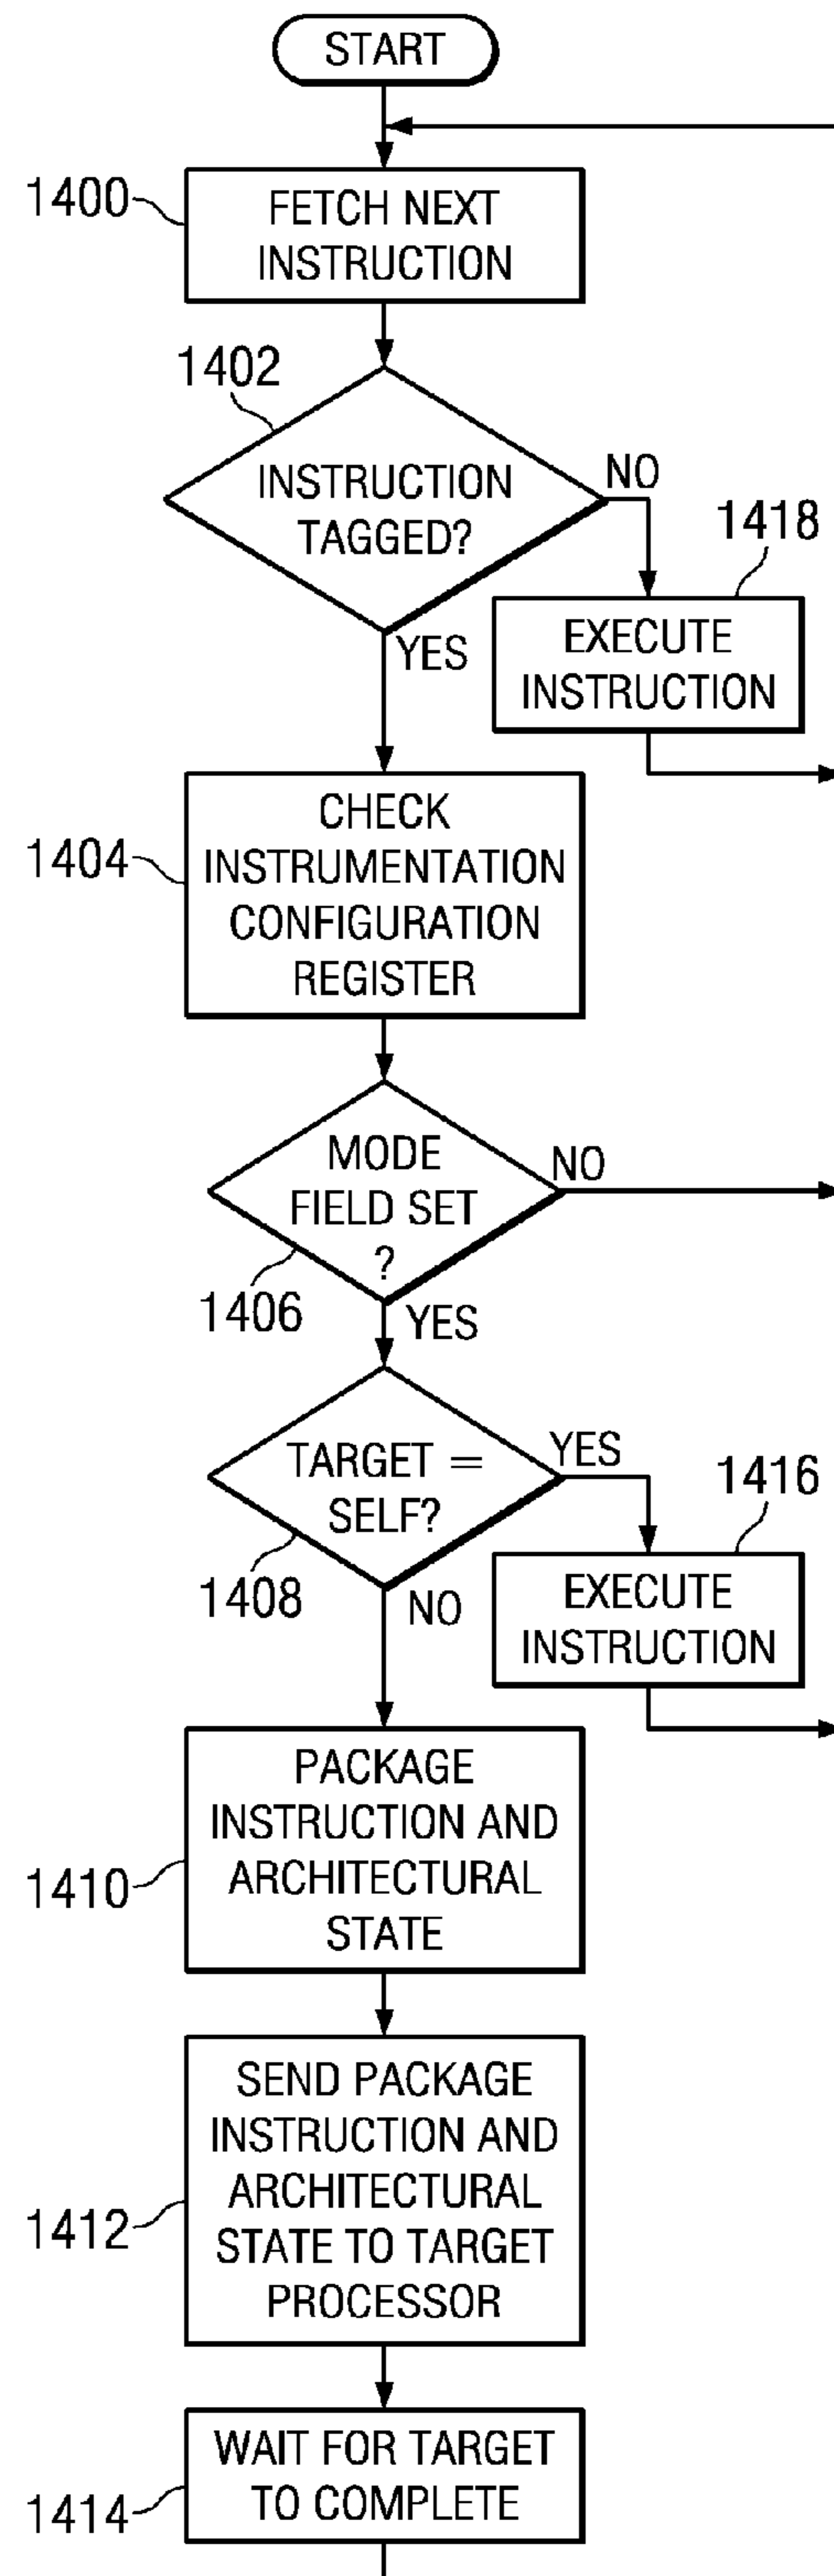 START
1400
FETCH NEXT
INSTRUCTION
1402
INSTRUCTION
TAGGED?
NO
1418
EXECUTE
INSTRUCTION
YES
1404
CHECK
INSTRUMENTATION
CONFIGURATION
REGISTER
MODE
FIELD SET
?
NO
1406
YES
TARGET =
SELF?
YES
1416
1408
NO
EXECUTE
INSTRUCTION
1410
PACKAGE
INSTRUCTION AND
ARCHITECTURAL
STATE
1412
SEND PACKAGE
INSTRUCTION AND
ARCHITECTURAL
STATE TO TARGET
PROCESSOR
1414
WAIT FOR TARGET
TO COMPLETE